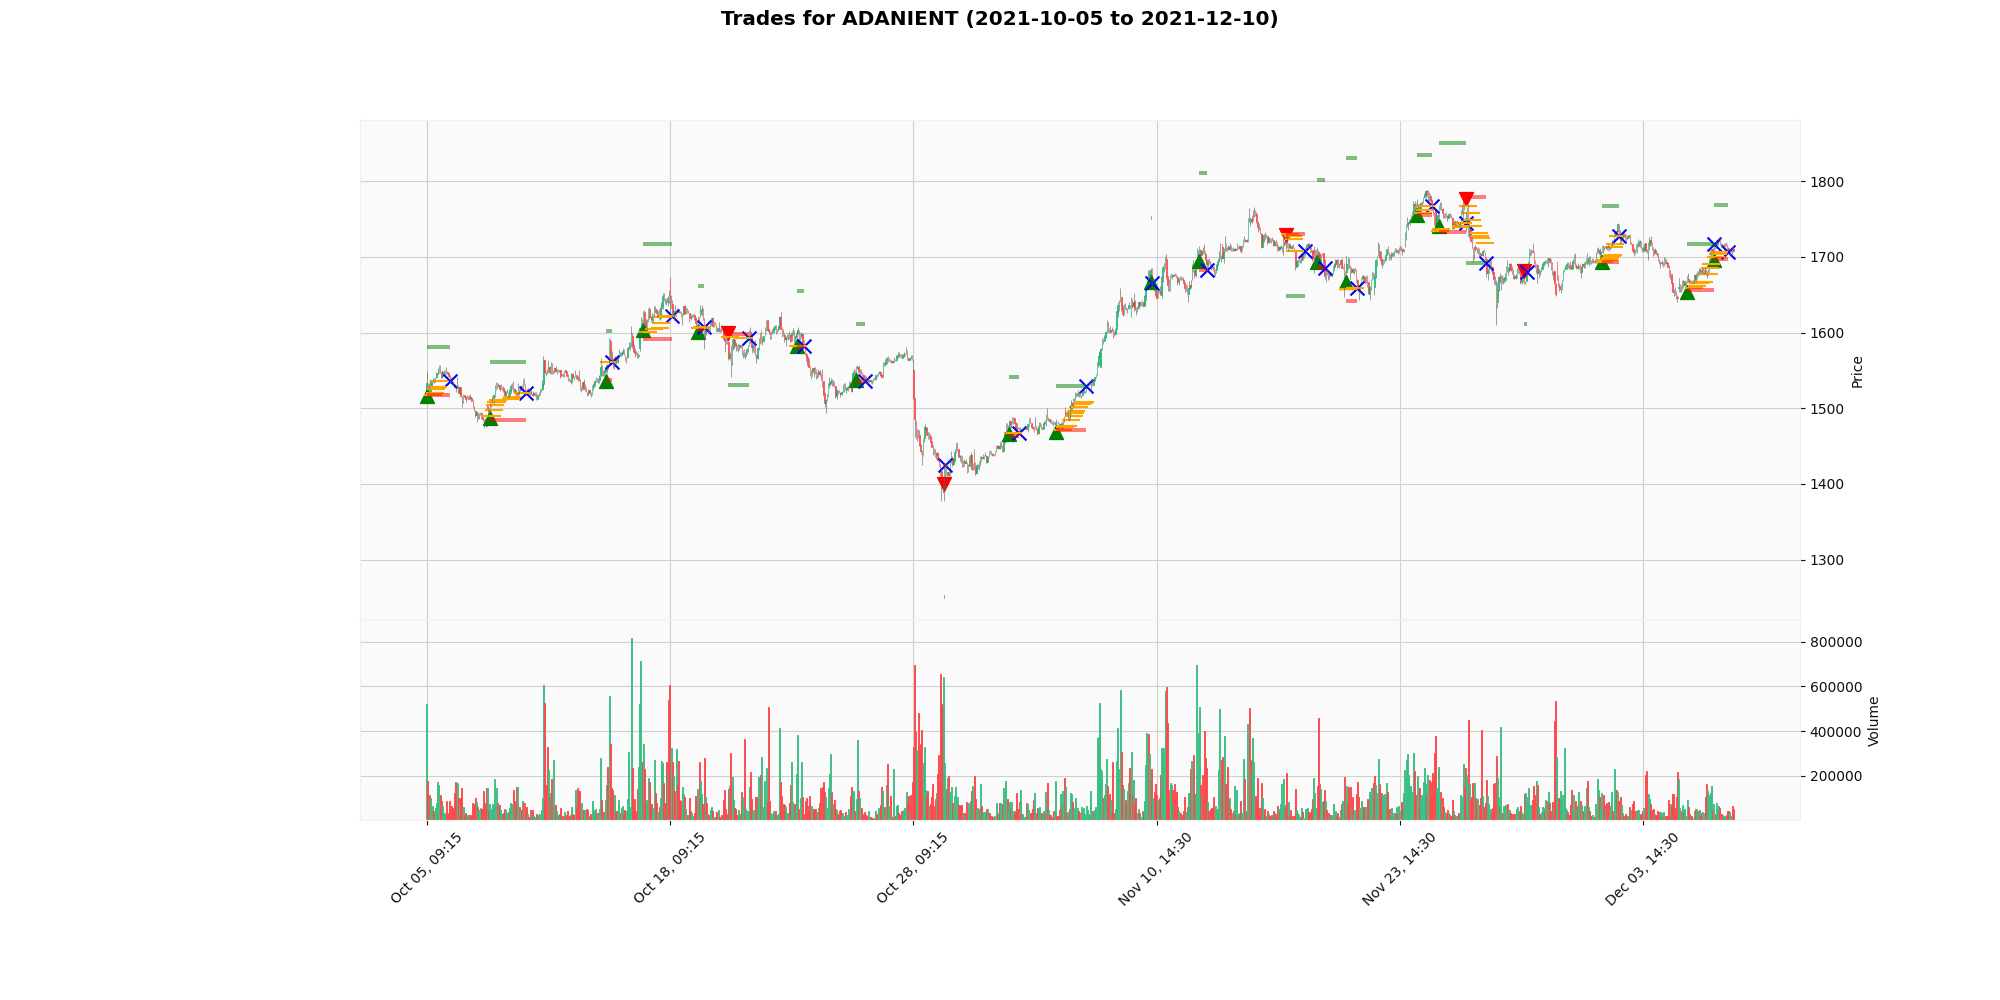 Trades for ADANIENT (2021-10-05 to 2021-12-10)
1800
1700
1600
1500
1400
1300
Price
800000
600000
400000
200000
Volume
Oct 05, 09:15
Oct 18, 09:15
Oct 28, 09:15
Nov 10, 14:30
Nov 23, 14:30
Dec 03, 14:30